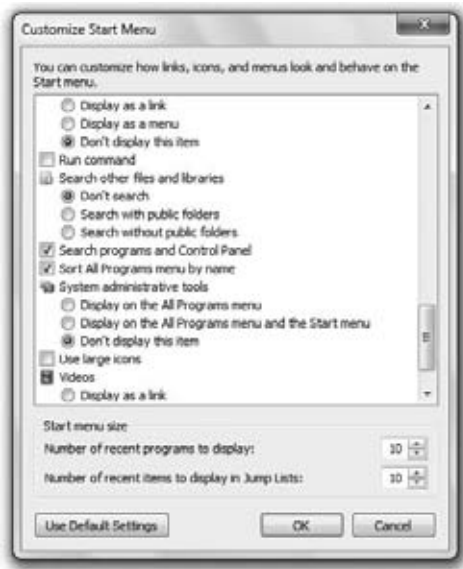 Customize Start Menu
You can customize how links, icons, and menus look and behave on the
Start menu.
Display as a link
Display as a menu
Don't display this item
Run command
Search other files and libraries
Don't search
Search with public folders
Search without public folders
Search programs and Control Panel
Sort All Programs menu by name
System administrative tools
Display on the All Programs menu
Display on the All Programs menu and the Start menu
Don't display this item
Use large icons
Videos
Display as a link
Start menu size
Number of recent programs to display: 10
Number of recent items to display in Jump Lists: 10
Use Default Settings OK Cancel